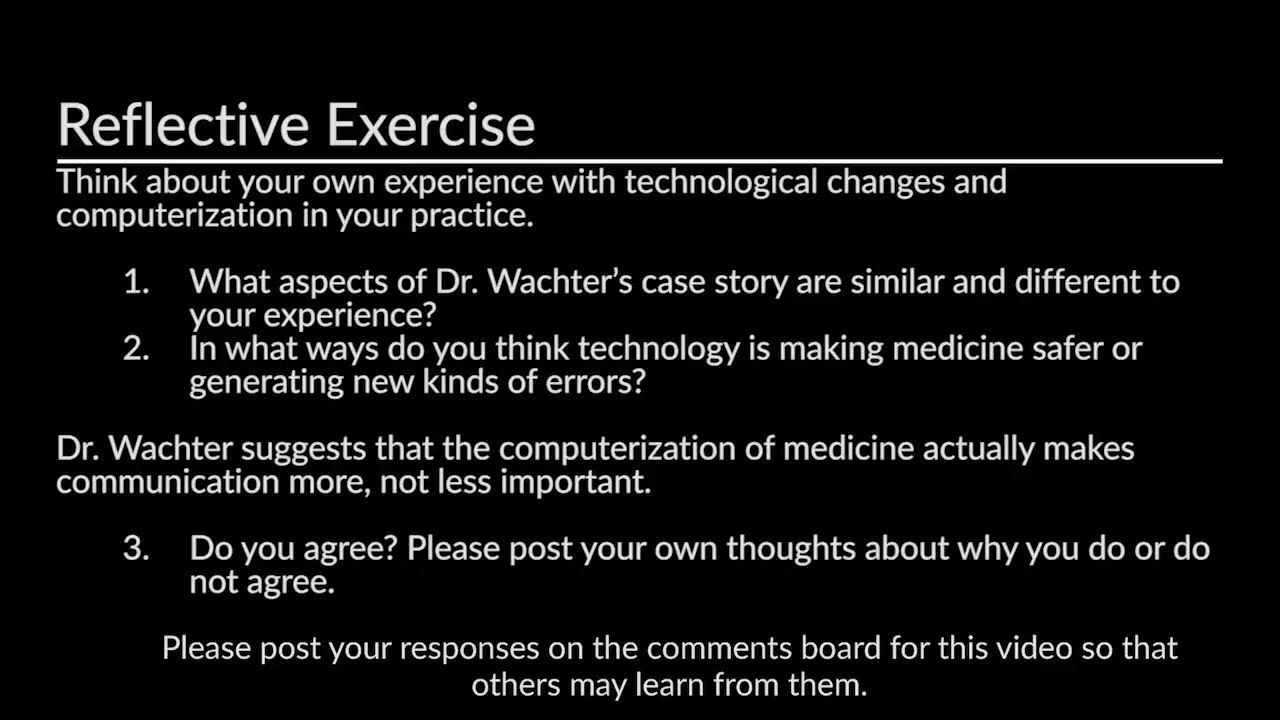 Reflective Exercise
Think about your own experience with technological changes and
computerization in your practice.
1. What aspects of Dr. Wachter’s case story are similar and different to
your experience?
2. In what ways do you think technology is making medicine safer or
generating new kinds of errors?
Dr. Wachter suggests that the computerization of medicine actually makes
communication more, not less important.
3. Do you agree? Please post your own thoughts about why you do or do
not agree.
Please post your responses on the comments board for this video so that
others may learn from them.